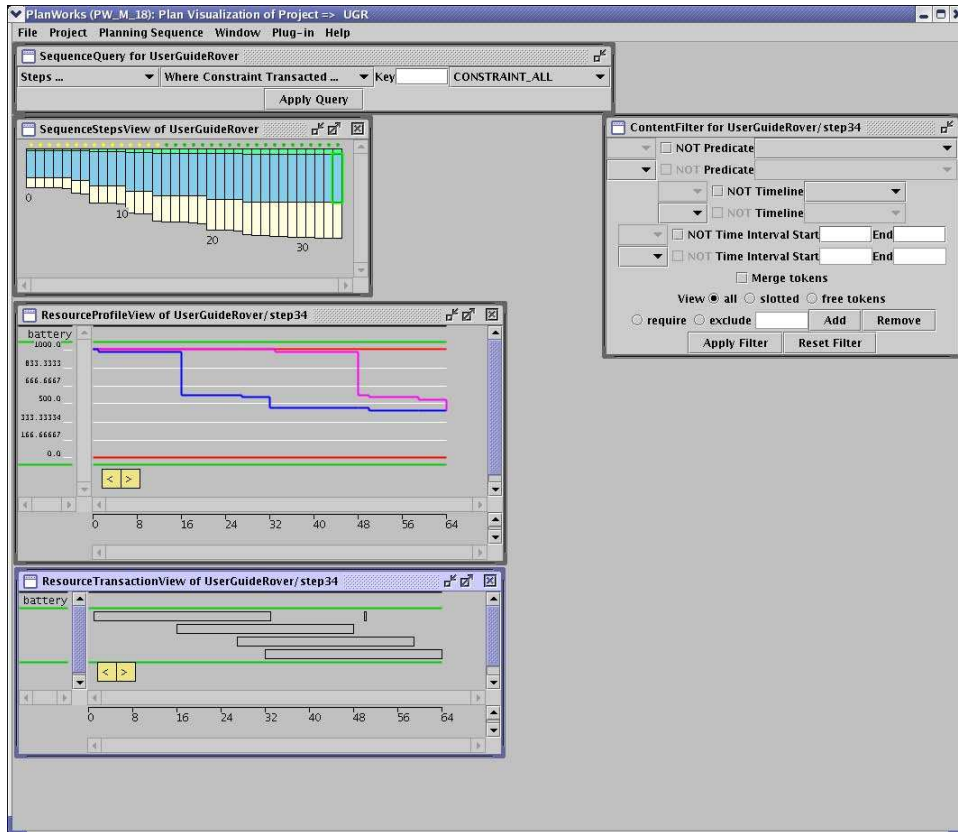 PlanWorks (PW_M_18): Plan Visualization of Project => UGR
File Project Planning Sequence Window Plug-in Help
SequenceQuery for UserGuideRover
Steps ... Where Constraint Transacted ... Key CONSTRAINT_ALL
Apply Query
SequenceStepsView of UserGuideRover
0
10
20
30
ContentFilter for UserGuideRover/step34
NOT Predicate
NOT Predicate
NOT Timeline
NOT Timeline
NOT Time Interval Start End
NOT Time Interval Start End
Merge tokens
View all slotted free tokens
require exclude Add Remove
Apply Filter Reset Filter
ResourceProfileView of UserGuideRover/step34
battery
1000.0
833.3333
666.6667
500.0
333.33334
166.66667
0.0
< >
0 8 16 24 32 40 48 56 64
ResourceTransactionView of UserGuideRover/step34
battery
< >
0 8 16 24 32 40 48 56 64